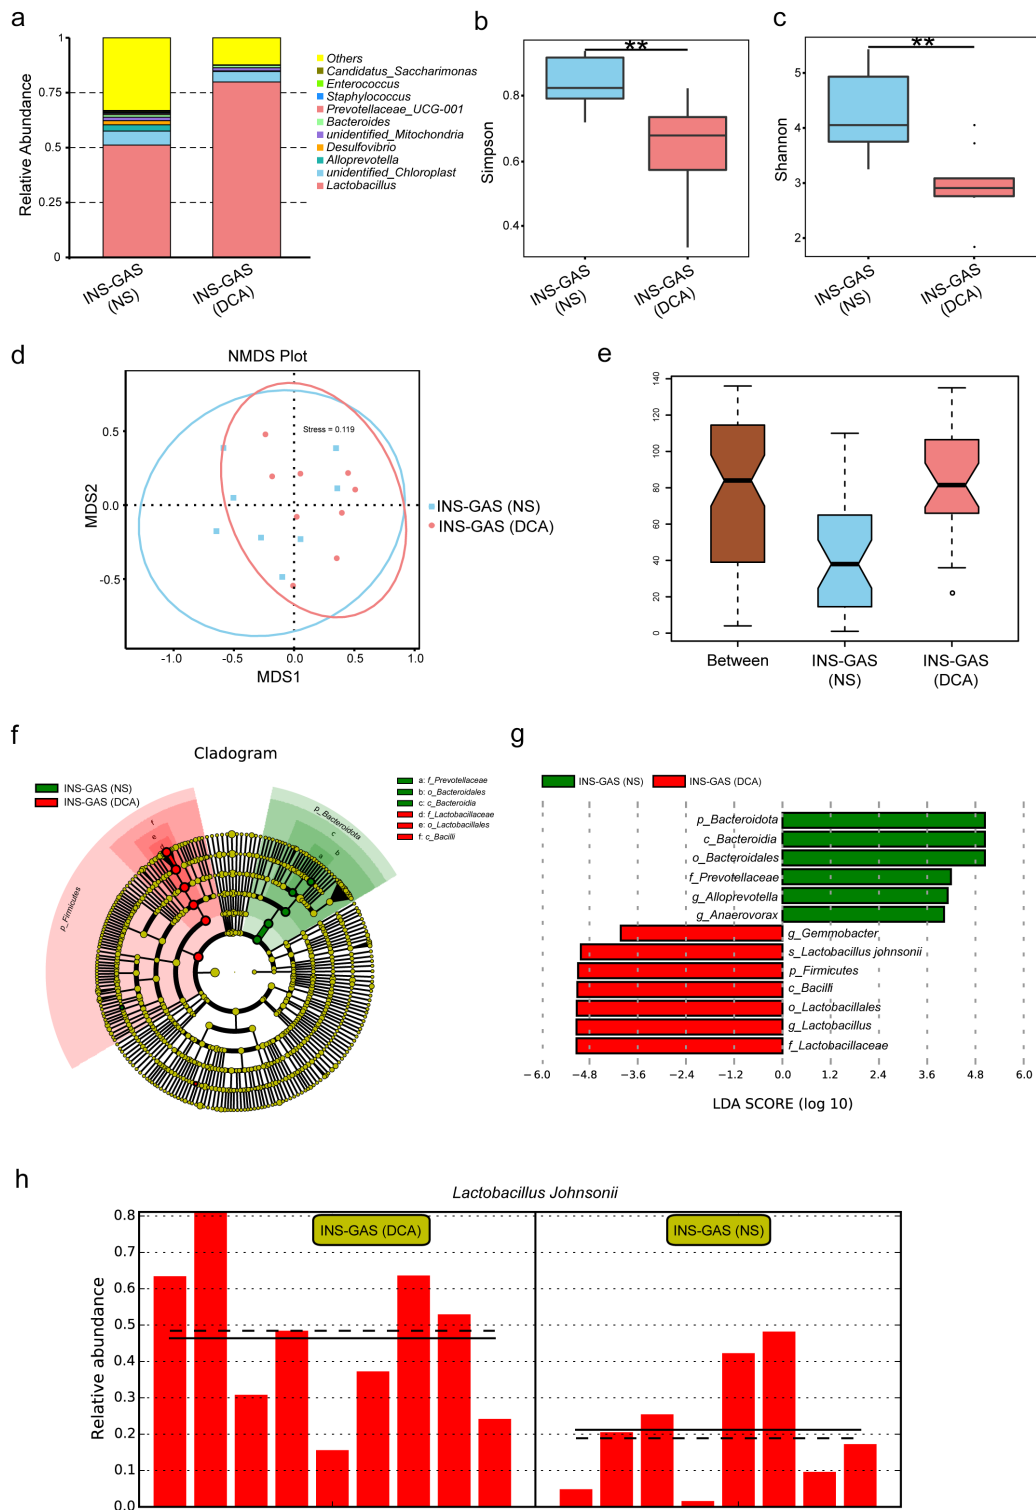 a
1
0.75
0.5
0.25
0
Relative Abundance
INS-GAS
(NS)
INS-GAS
(DCA)
Others
Candidatus_Saccharimonas
Enterococcus
Staphylococcus
Prevotellaceae_UCG-001
Bacteroides
unidentified_Mitochondria
Desulfovibrio
Alloprevotella
unidentified_Chloroplast
Lactobacillus
b
**
0.8
0.6
0.4
Simpson
INS-GAS
(NS)
INS-GAS
(DCA)
c
**
5
4
3
2
Shannon
INS-GAS
(NS)
INS-GAS
(DCA)
d
NMDS Plot
Stress = 0.119
0.5
0.0
-0.5
MDS2
-1.0 -0.5 0.0 0.5 1.0
MDS1
INS-GAS (NS)
INS-GAS (DCA)
e
140
120
100
80
60
40
20
0
Between
INS-GAS
(NS)
INS-GAS
(DCA)
f
Cladogram
INS-GAS (NS)
INS-GAS (DCA)
a: f_Prevotellaceae
b: o_Bacteroidales
c: c_Bacteroidia
d: f_Lactobacillaceae
e: o_Lactobacillales
f: c_Bacilli
p_Firmicutes
f
e
d
p_Bacteroidota
c
b
a
g
INS-GAS (NS) INS-GAS (DCA)
p_Bacteroidota
c_Bacteroidia
o_Bacteroidales
f_Prevotellaceae
g_Alloprevotella
g_Anaerovorax
g_Gemmobacter
s_Lactobacillus johnsonii
p_Firmicutes
c_Bacilli
o_Lactobacillales
g_Lactobacillus
f_Lactobacillaceae
−6.0 −4.8 −3.6 −2.4 −1.2 0.0 1.2 2.4 3.6 4.8 6.0
LDA SCORE (log 10)
h
Lactobacillus Johnsonii
INS-GAS (DCA)
INS-GAS (NS)
0.8
0.7
0.6
0.5
0.4
0.3
0.2
0.1
0.0
Relative abundance